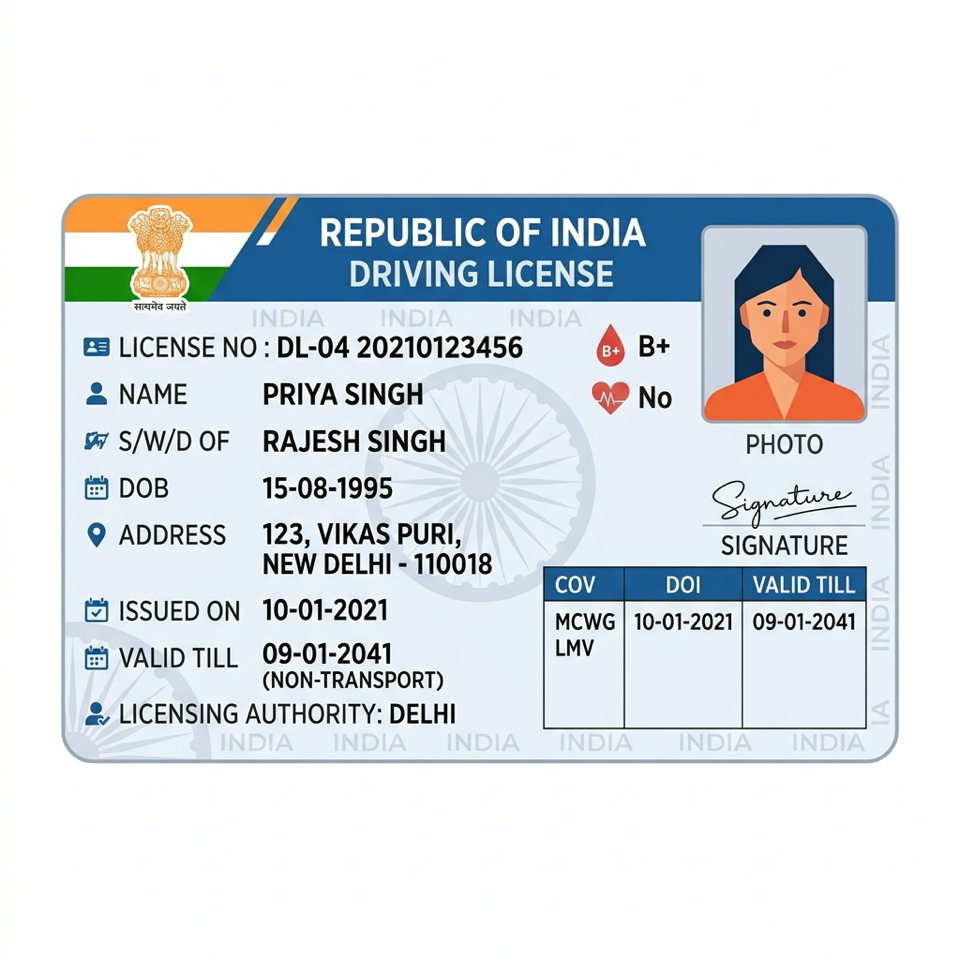 REPUBLIC OF INDIA
DRIVING LICENSE
सत्यमेव जयते
INDIA INDIA INDIA
LICENSE NO : DL-04 20210123456
B+ B+
NAME PRIYA SINGH
No
S/W/D OF RAJESH SINGH
PHOTO
DOB 15-08-1995
Signature
ADDRESS 123, VIKAS PURI,
NEW DELHI - 110018
SIGNATURE
COV DOI VALID TILL
ISSUED ON 10-01-2021
MCWG 10-01-2021 09-01-2041
LMV
VALID TILL 09-01-2041
(NON-TRANSPORT)
LICENSING AUTHORITY: DELHI
INDIA INDIA INDIA INDIA INDIA INDIA
INDIA
INDIA
INDIA
IA